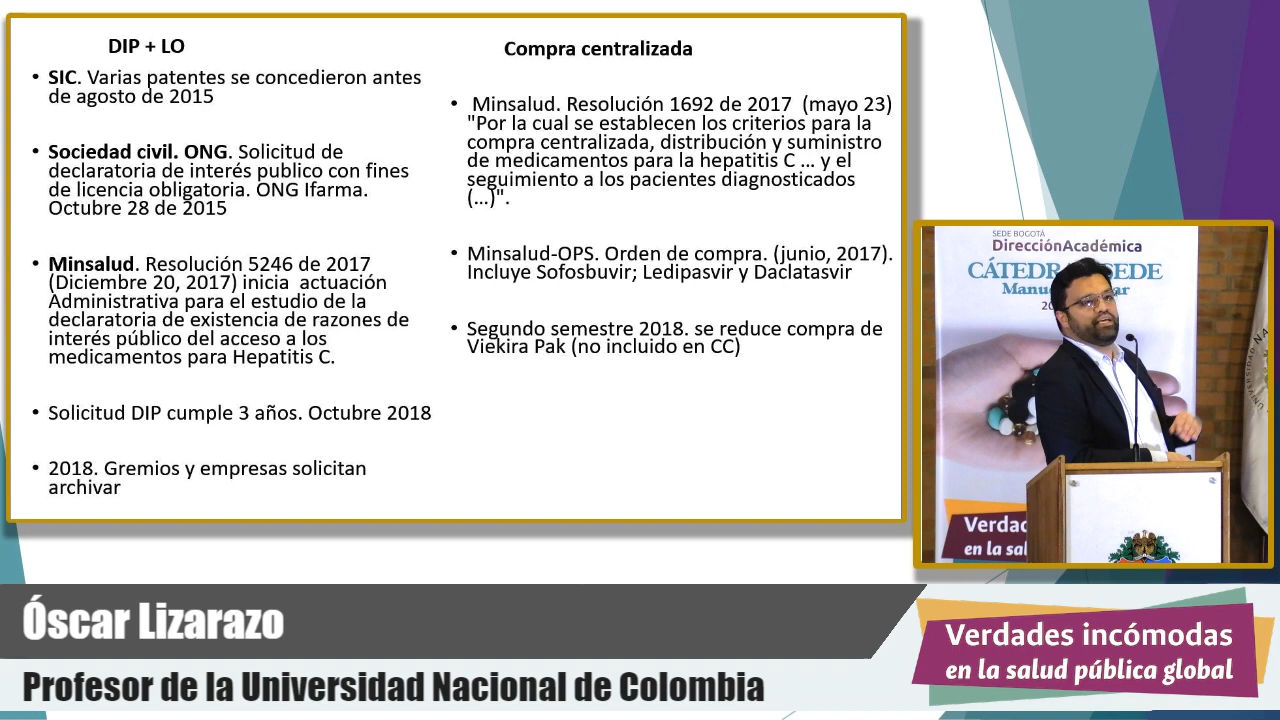 DIP + LO
• SIC. Varias patentes se concedieron antes
de agosto de 2015
• Sociedad civil. ONG. Solicitud de
declaratoria de interés publico con fines
de licencia obligatoria. ONG Ifarma.
Octubre 28 de 2015
• Minsalud. Resolución 5246 de 2017
(Diciembre 20, 2017) inicia actuación
Administrativa para el estudio de la
declaratoria de existencia de razones de
interés público del acceso a los
medicamentos para Hepatitis C.
• Solicitud DIP cumple 3 años. Octubre 2018
• 2018. Gremios y empresas solicitan
archivar
Compra centralizada
• Minsalud. Resolución 1692 de 2017 (mayo 23)
"Por la cual se establecen los criterios para la
compra centralizada, distribución y suministro
de medicamentos para la hepatitis C ... y el
seguimiento a los pacientes diagnosticados
(...)".
• Minsalud-OPS. Orden de compra. (junio, 2017).
Incluye Sofosbuvir; Ledipasvir y Daclatasvir
• Segundo semestre 2018. se reduce compra de
Viekira Pak (no incluido en CC)
SEDE BOGOTÁ
DirecciónAcadémica
Verdad
en la sal
Óscar Lizarazo
Profesor de la Universidad Nacional de Colombia
Verdades incómodas
en la salud pública global